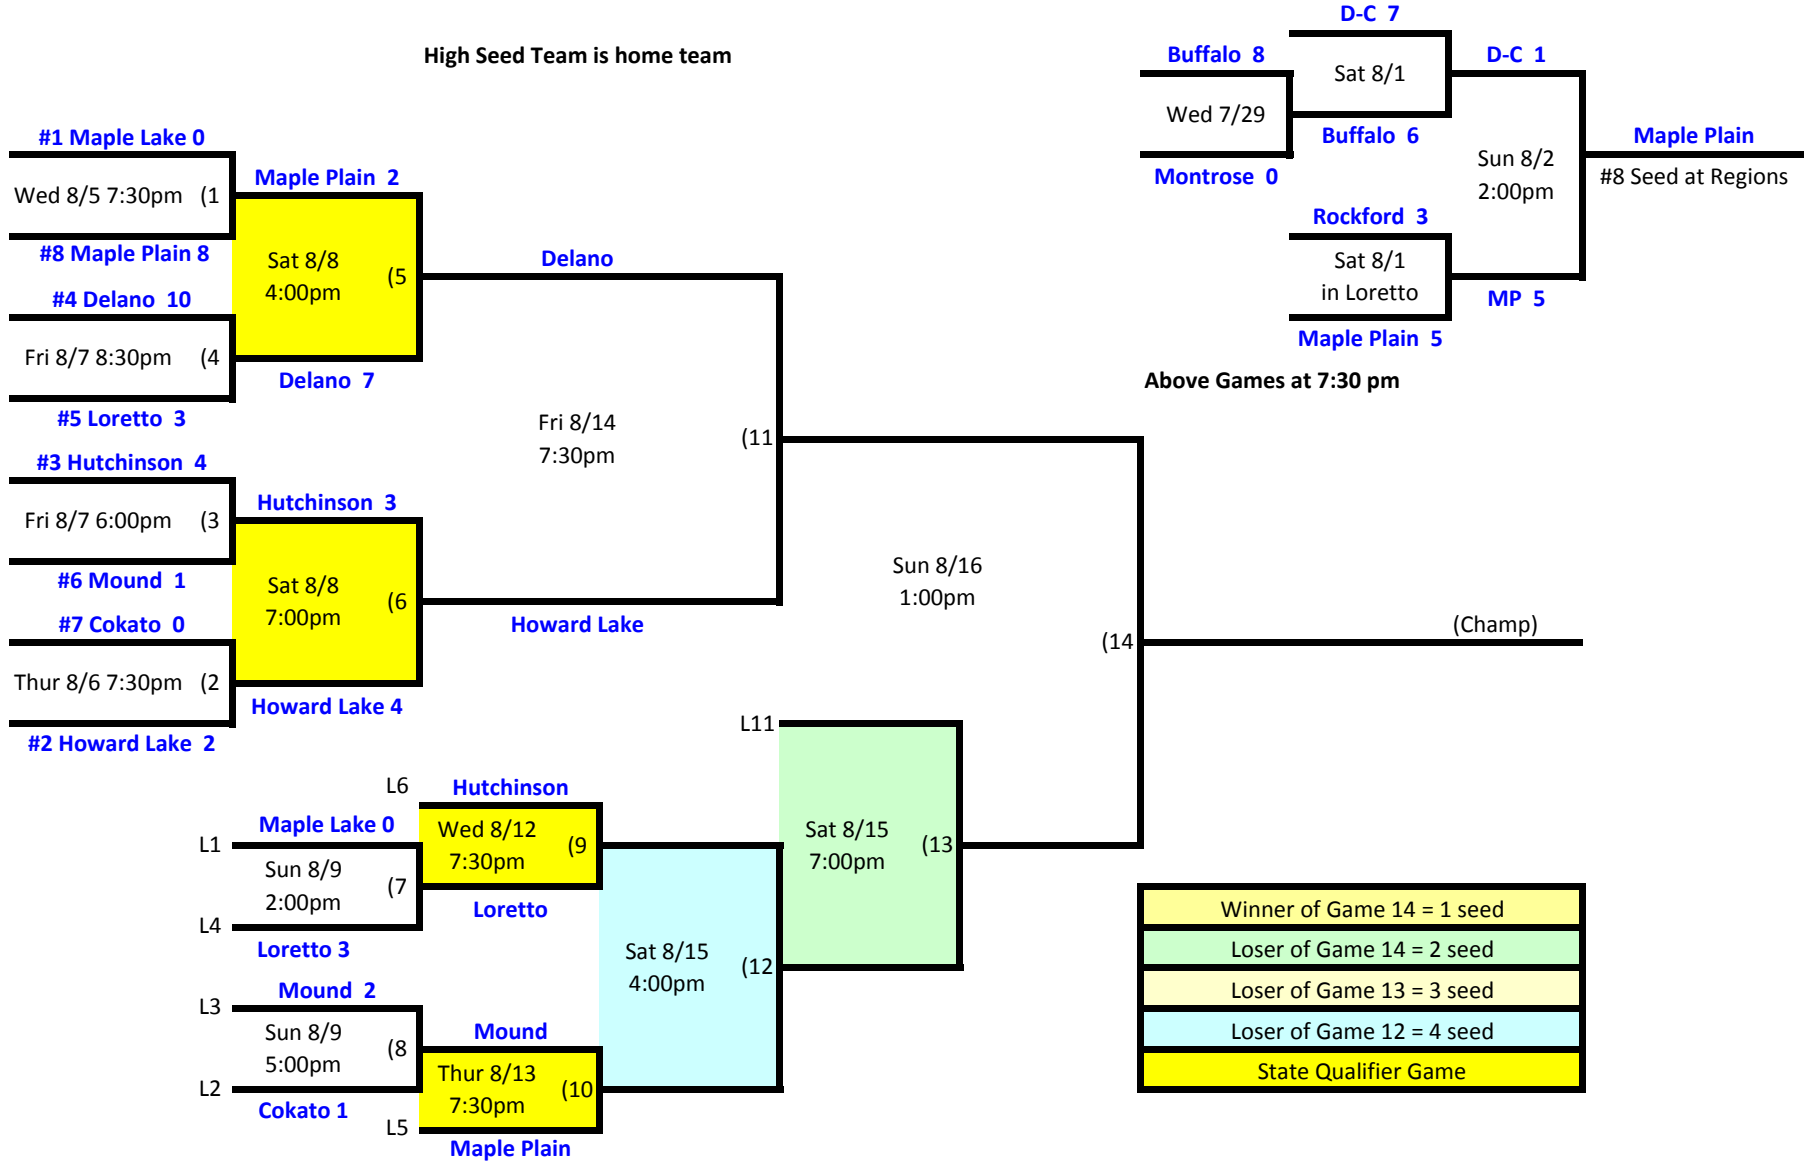 High Seed Team is home team
D-C  7
Buffalo  8
Sat 8/1
D-C  1
Wed 7/29
Buffalo  6
Montrose  0
Sun 8/2
2:00pm
Maple Plain
#8 Seed at Regions
Rockford  3
Sat 8/1
in Loretto
MP  5
Maple Plain  5
Above Games at 7:30 pm
#1 Maple Lake 0
Wed 8/5 7:30pm  (1
#8 Maple Plain 8
Maple Plain  2
Sat 8/8
4:00pm
(5
#4 Delano  10
Fri 8/7 8:30pm  (4
#5 Loretto  3
Delano  7
Delano
Fri 8/14
7:30pm
(11
#3 Hutchinson  4
Fri 8/7 6:00pm  (3
#6 Mound  1
Hutchinson  3
Sat 8/8
7:00pm
(6
#7 Cokato  0
Thur 8/6 7:30pm  (2
#2 Howard Lake  2
Howard Lake 4
Howard Lake
Sun 8/16
1:00pm
(14
(Champ)
L11
Sat 8/15
7:00pm
(13
L6
Hutchinson
Wed 8/12
7:30pm
(9
Loretto
Maple Lake 0
L1
Sun 8/9
2:00pm
(7
L4
Loretto 3
Sat 8/15
4:00pm
(12
Mound  2
L3
Sun 8/9
5:00pm
(8
L2
Cokato 1
Mound
Thur 8/13
7:30pm
(10
L5
Maple Plain
Winner of Game 14 = 1 seed
Loser of Game 14 = 2 seed
Loser of Game 13 = 3 seed
Loser of Game 12 = 4 seed
State Qualifier Game